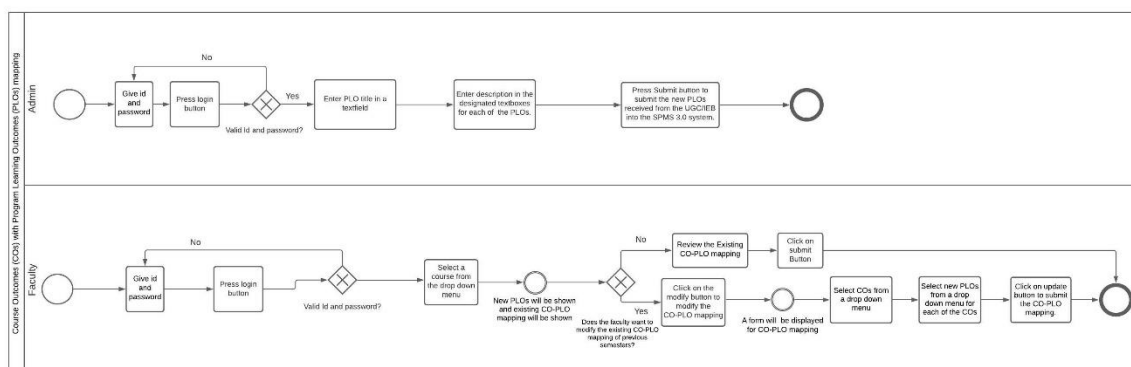 Course Outcomes (COs) with Program Learning Outcomes (PLOs) mapping
Admin
No
Give id
and
password
Press login
button
Yes
Valid Id and password?
Enter PLO title in a
textfield
Enter description in the
designated textboxes
for each of the PLOs.
Press Submit button to
submit the new PLOs
received from the UGC/IEB
into the SPMS 3.0 system.
Faculty
No
Give id
and
password
Press login
button
Valid Id and password?
Select a
course from
the drop down
menu
New PLOs will be shown
and existing CO-PLO
mapping will be shown
No
Yes
Does the faculty want to
modify the existing CO-PLO
mapping of previous
semesters?
Review the Existing
CO-PLO mapping
Click on
submit
Button
Click on the
modify button to
modify the
CO-PLO mapping
A form will be displayed
for CO-PLO mapping
Select COs from
a drop down
menu
Select new PLOs
from a drop
down menu for
each of the COs
Click on update
button to submit
the CO-PLO
mapping.